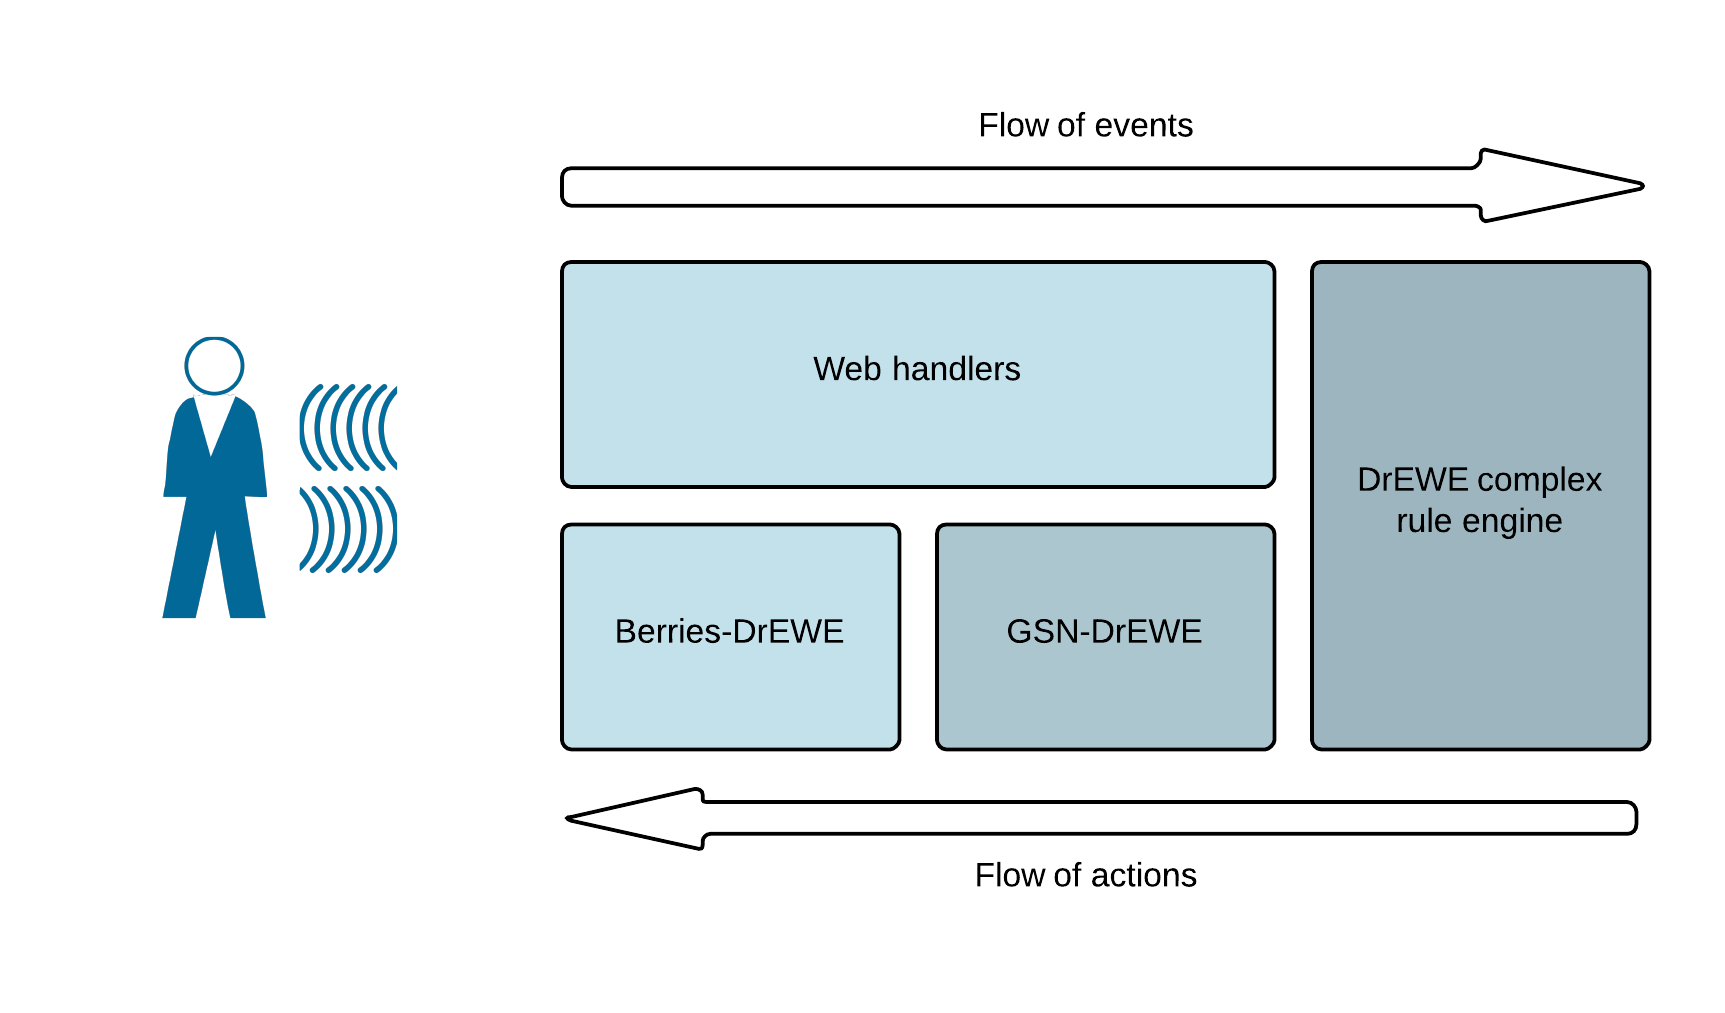 Flow of events
Web handlers
DrEWE complex
rule engine
Berries-DrEWE
GSN-DrEWE
Flow of actions